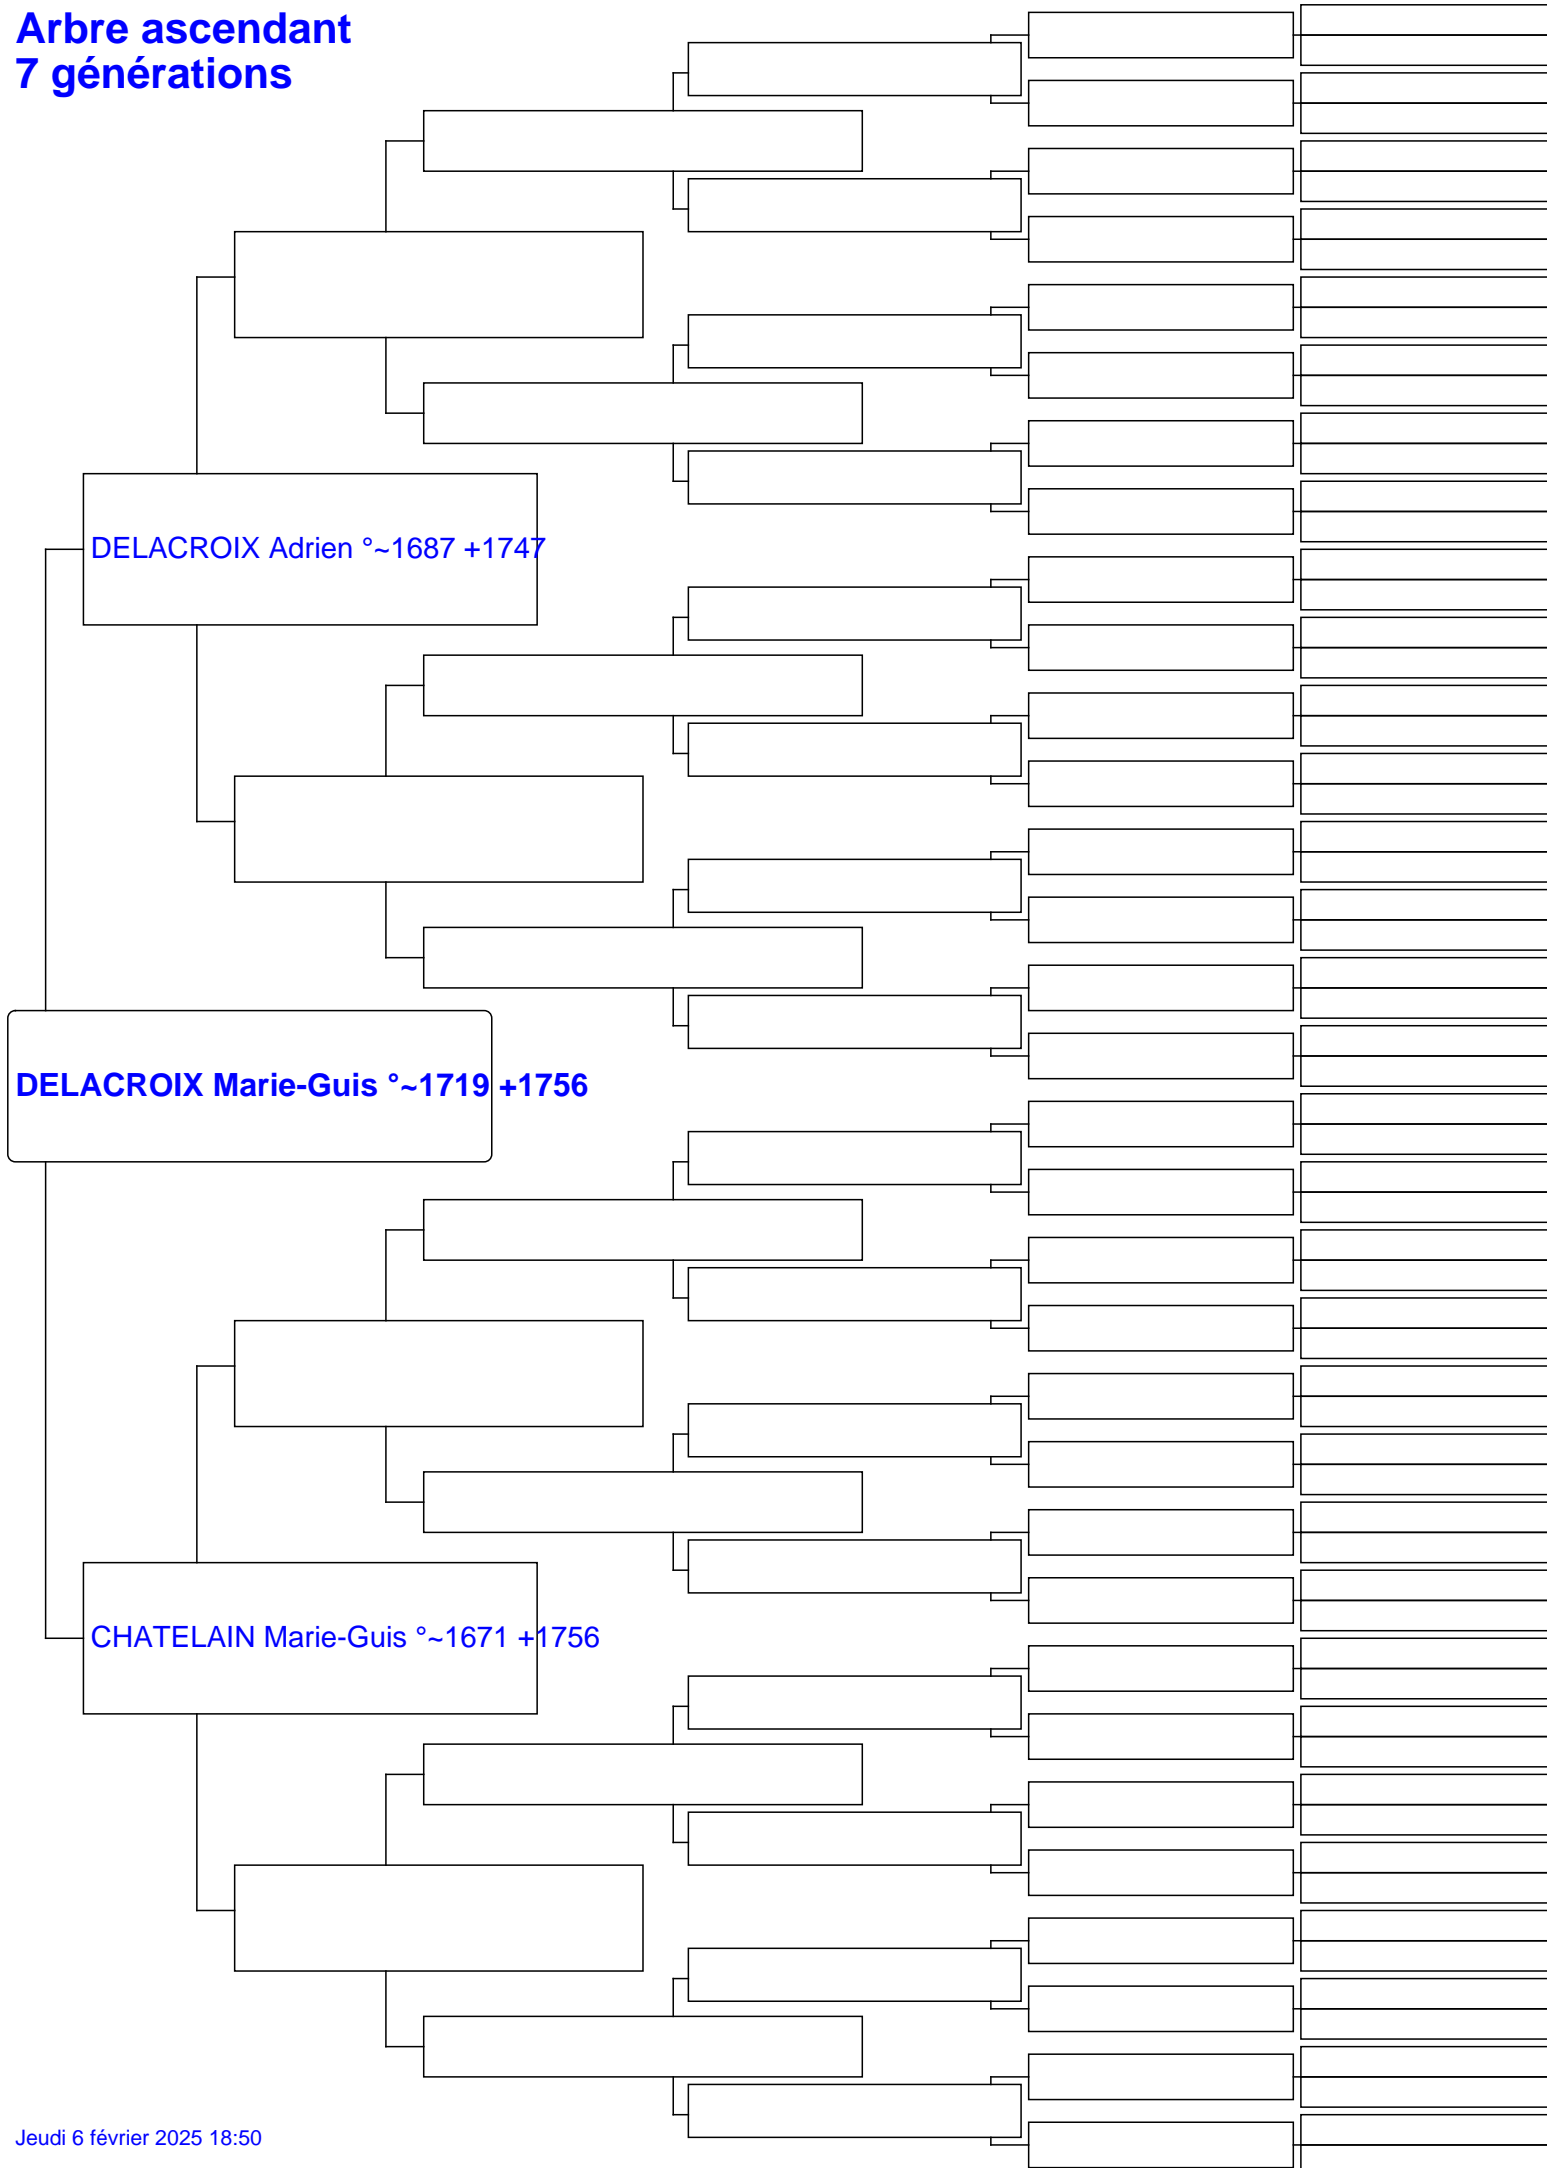 Arbre ascendant
7 générations
DELACROIX Adrien °~1687 +1747
DELACROIX Marie-Guis °~1719 +1756
CHATELAIN Marie-Guis °~1671 +1756
Jeudi 6 février 2025 18:50